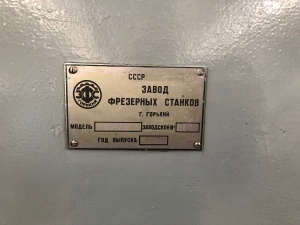 СССР
ЗАВОД
ФРЕЗЕРНЫХ СТАНКОВ
Г. ГОРЬКИЙ
МОДЕЛЬ ЗАВОДСКОЙ №
ГОД ВЫПУСКА